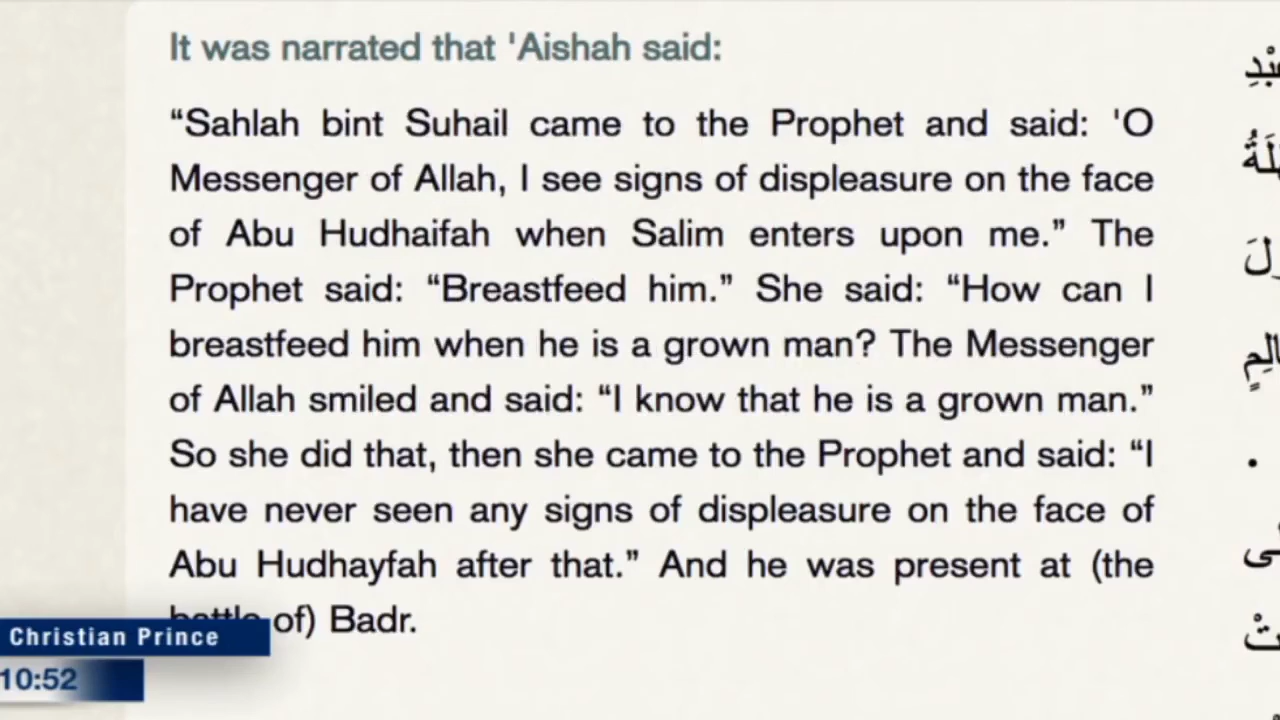 It was narrated that 'Aishah said:
“Sahlah bint Suhail came to the Prophet and said: 'O
Messenger of Allah, I see signs of displeasure on the face
of Abu Hudhaifah when Salim enters upon me.” The
Prophet said: “Breastfeed him.” She said: “How can I
breastfeed him when he is a grown man? The Messenger
of Allah smiled and said: “I know that he is a grown man.”
So she did that, then she came to the Prophet and said: “I
have never seen any signs of displeasure on the face of
Abu Hudhayfah after that.” And he was present at (the
battle of) Badr.
Christian Prince
10:52